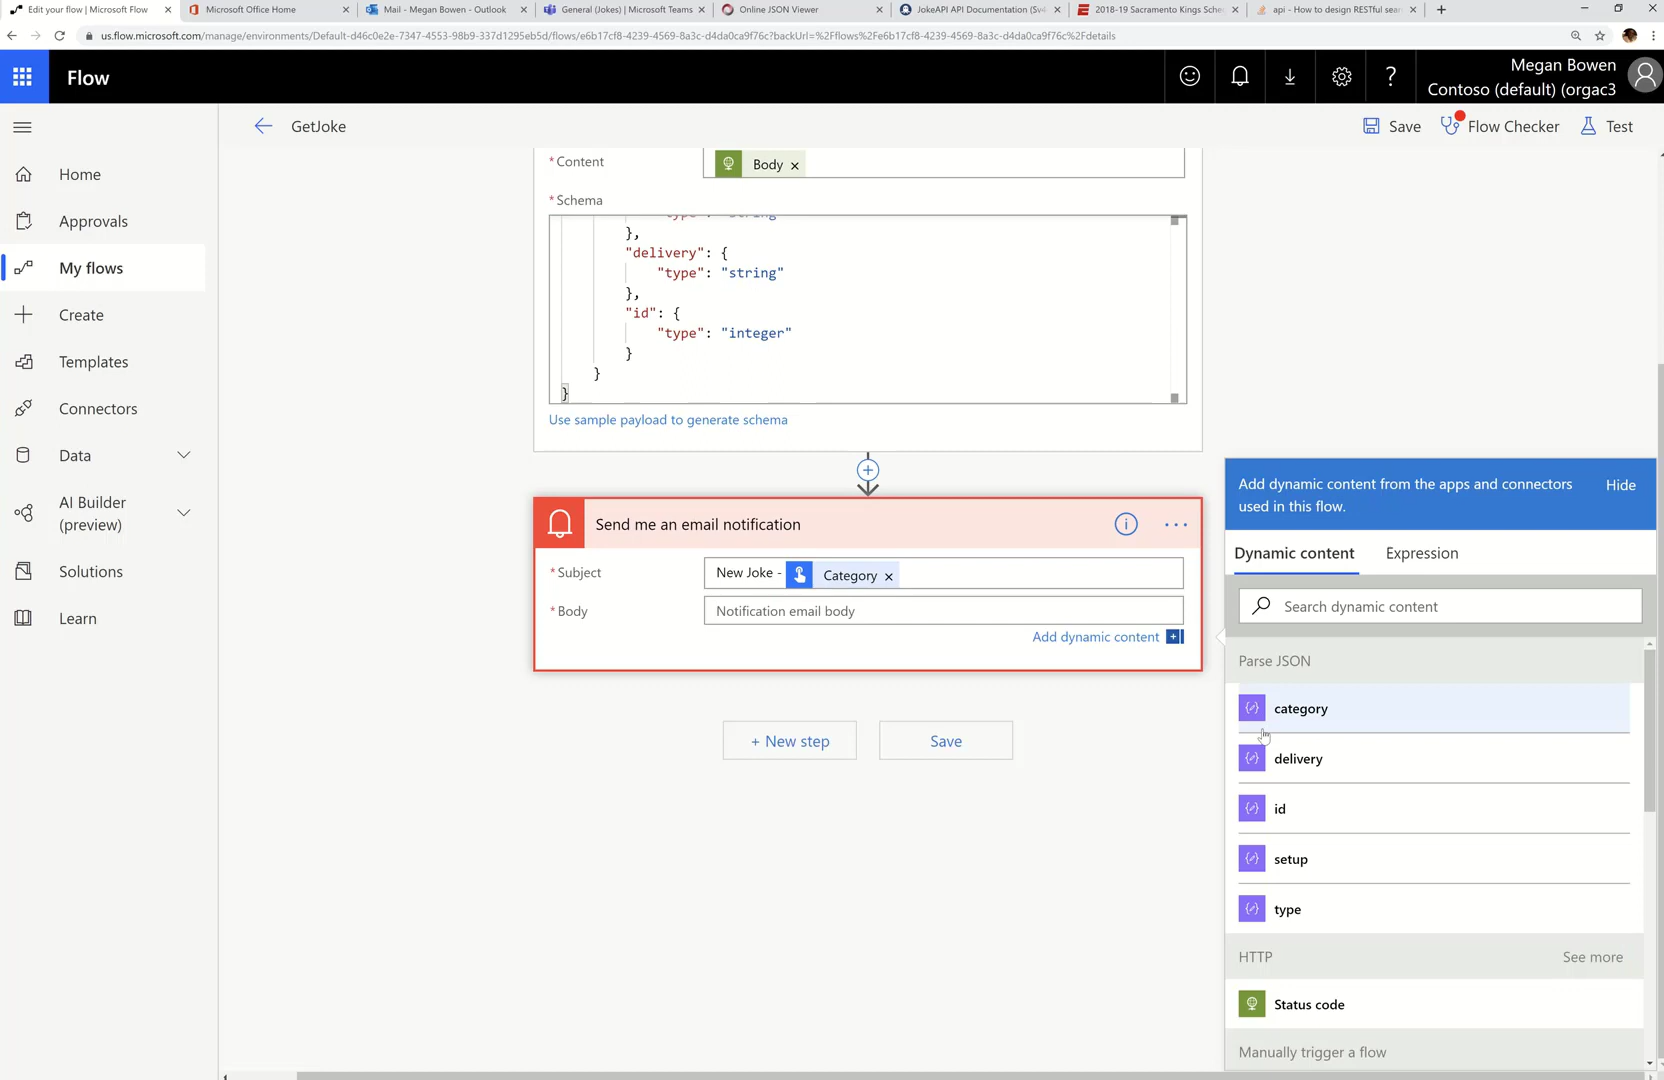 Edit your flow | Microsoft Flow
Microsoft Office Home
Mail - Megan Bowen - Outlook
General (Jokes) | Microsoft Teams
Online JSON Viewer
JokeAPI API Documentation (Sv4
2018-19 Sacramento Kings Sche
api - How to design RESTful sear
us.flow.microsoft.com/manage/environments/Default-d46c0e2e-7347-4553-98b9-337d1295eb5d/flows/e6b17cf8-4239-4569-8a3c-d4da0ca9f76c?backUrl=%2Fflows%2Fe6b17cf8-4239-4569-8a3c-d4da0ca9f76c%2Fdetails
Flow
Megan Bowen
Contoso (default) (orgac3
GetJoke
Save
Flow Checker
Test
Home
Approvals
My flows
Create
Templates
Connectors
Data
AI Builder
(preview)
Solutions
Learn
* Content
Body ×
* Schema
"type": "string"
},
"delivery": {
"type": "string"
},
"id": {
"type": "integer"
}
}
}
Use sample payload to generate schema
Send me an email notification
* Subject
New Joke - Category ×
* Body
Notification email body
Add dynamic content
+ New step
Save
Add dynamic content from the apps and connectors
used in this flow.
Hide
Dynamic content
Expression
Search dynamic content
Parse JSON
category
delivery
id
setup
type
HTTP
See more
Status code
Manually trigger a flow